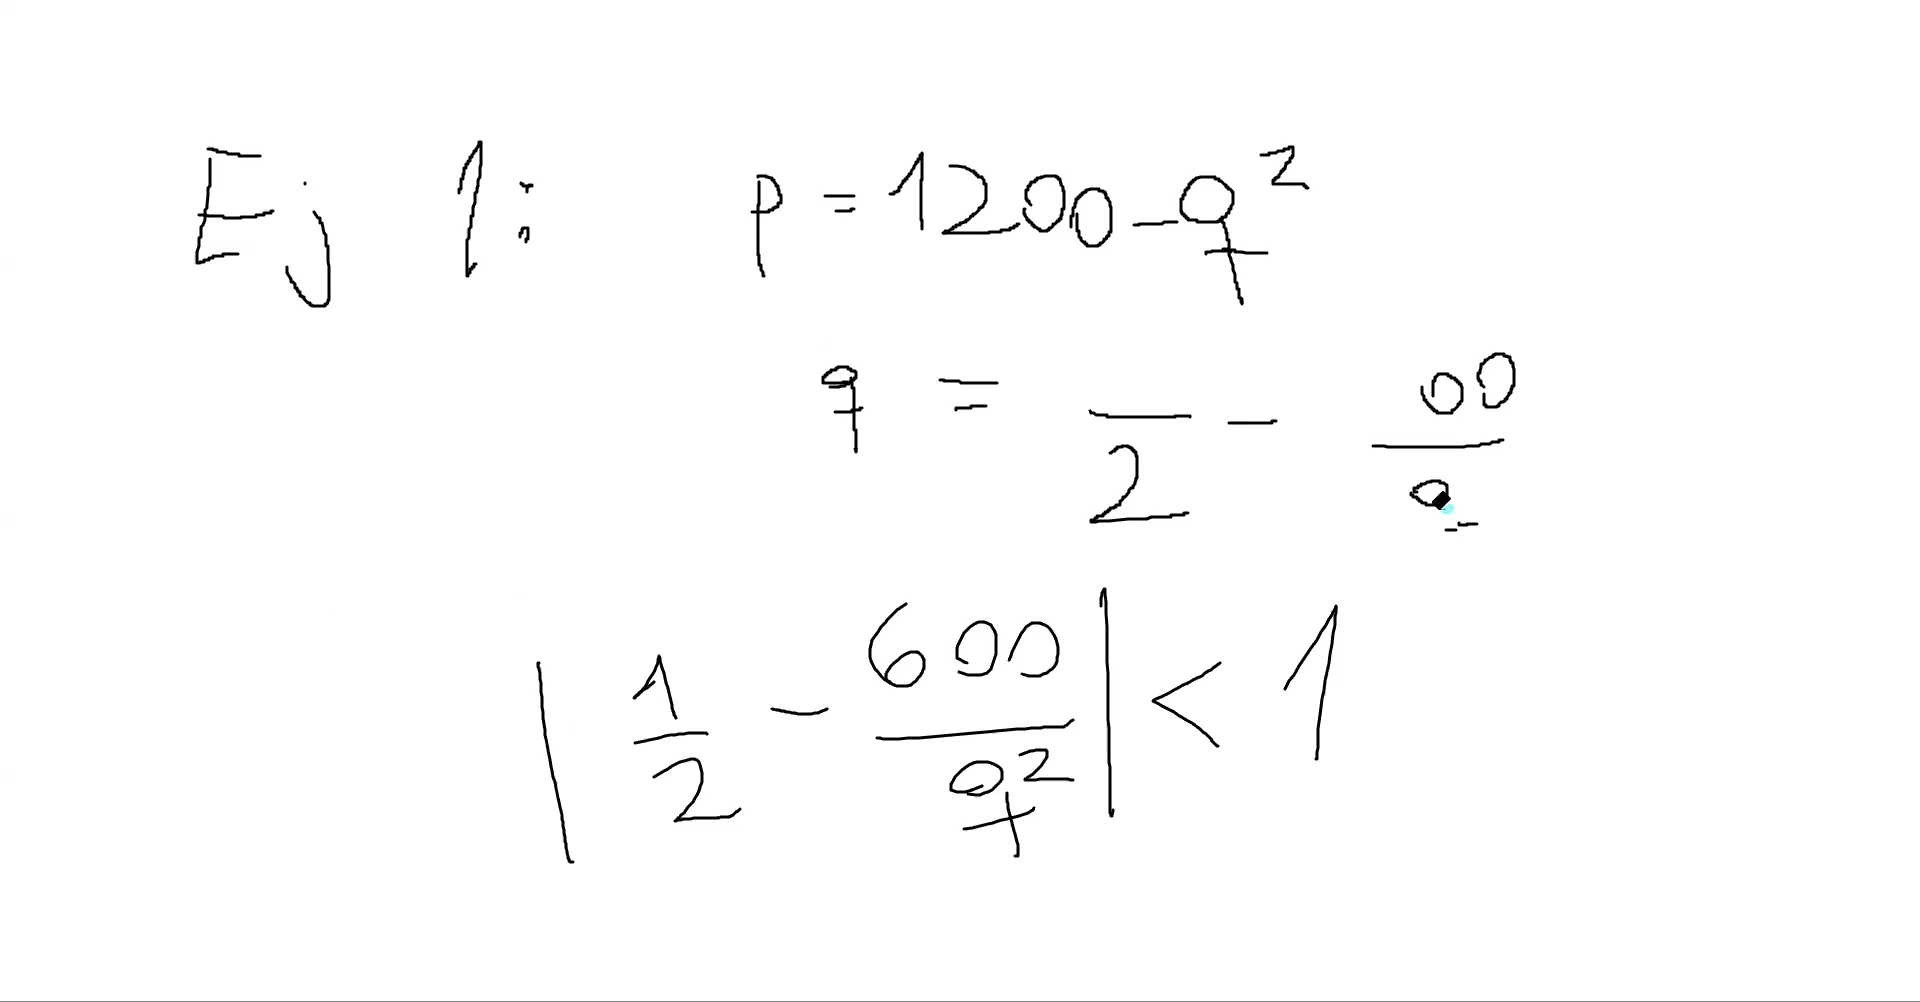 Ej 1: p = 1200 - q²
q = /2 - 00/
| 1/2 - 600/q² | < 1